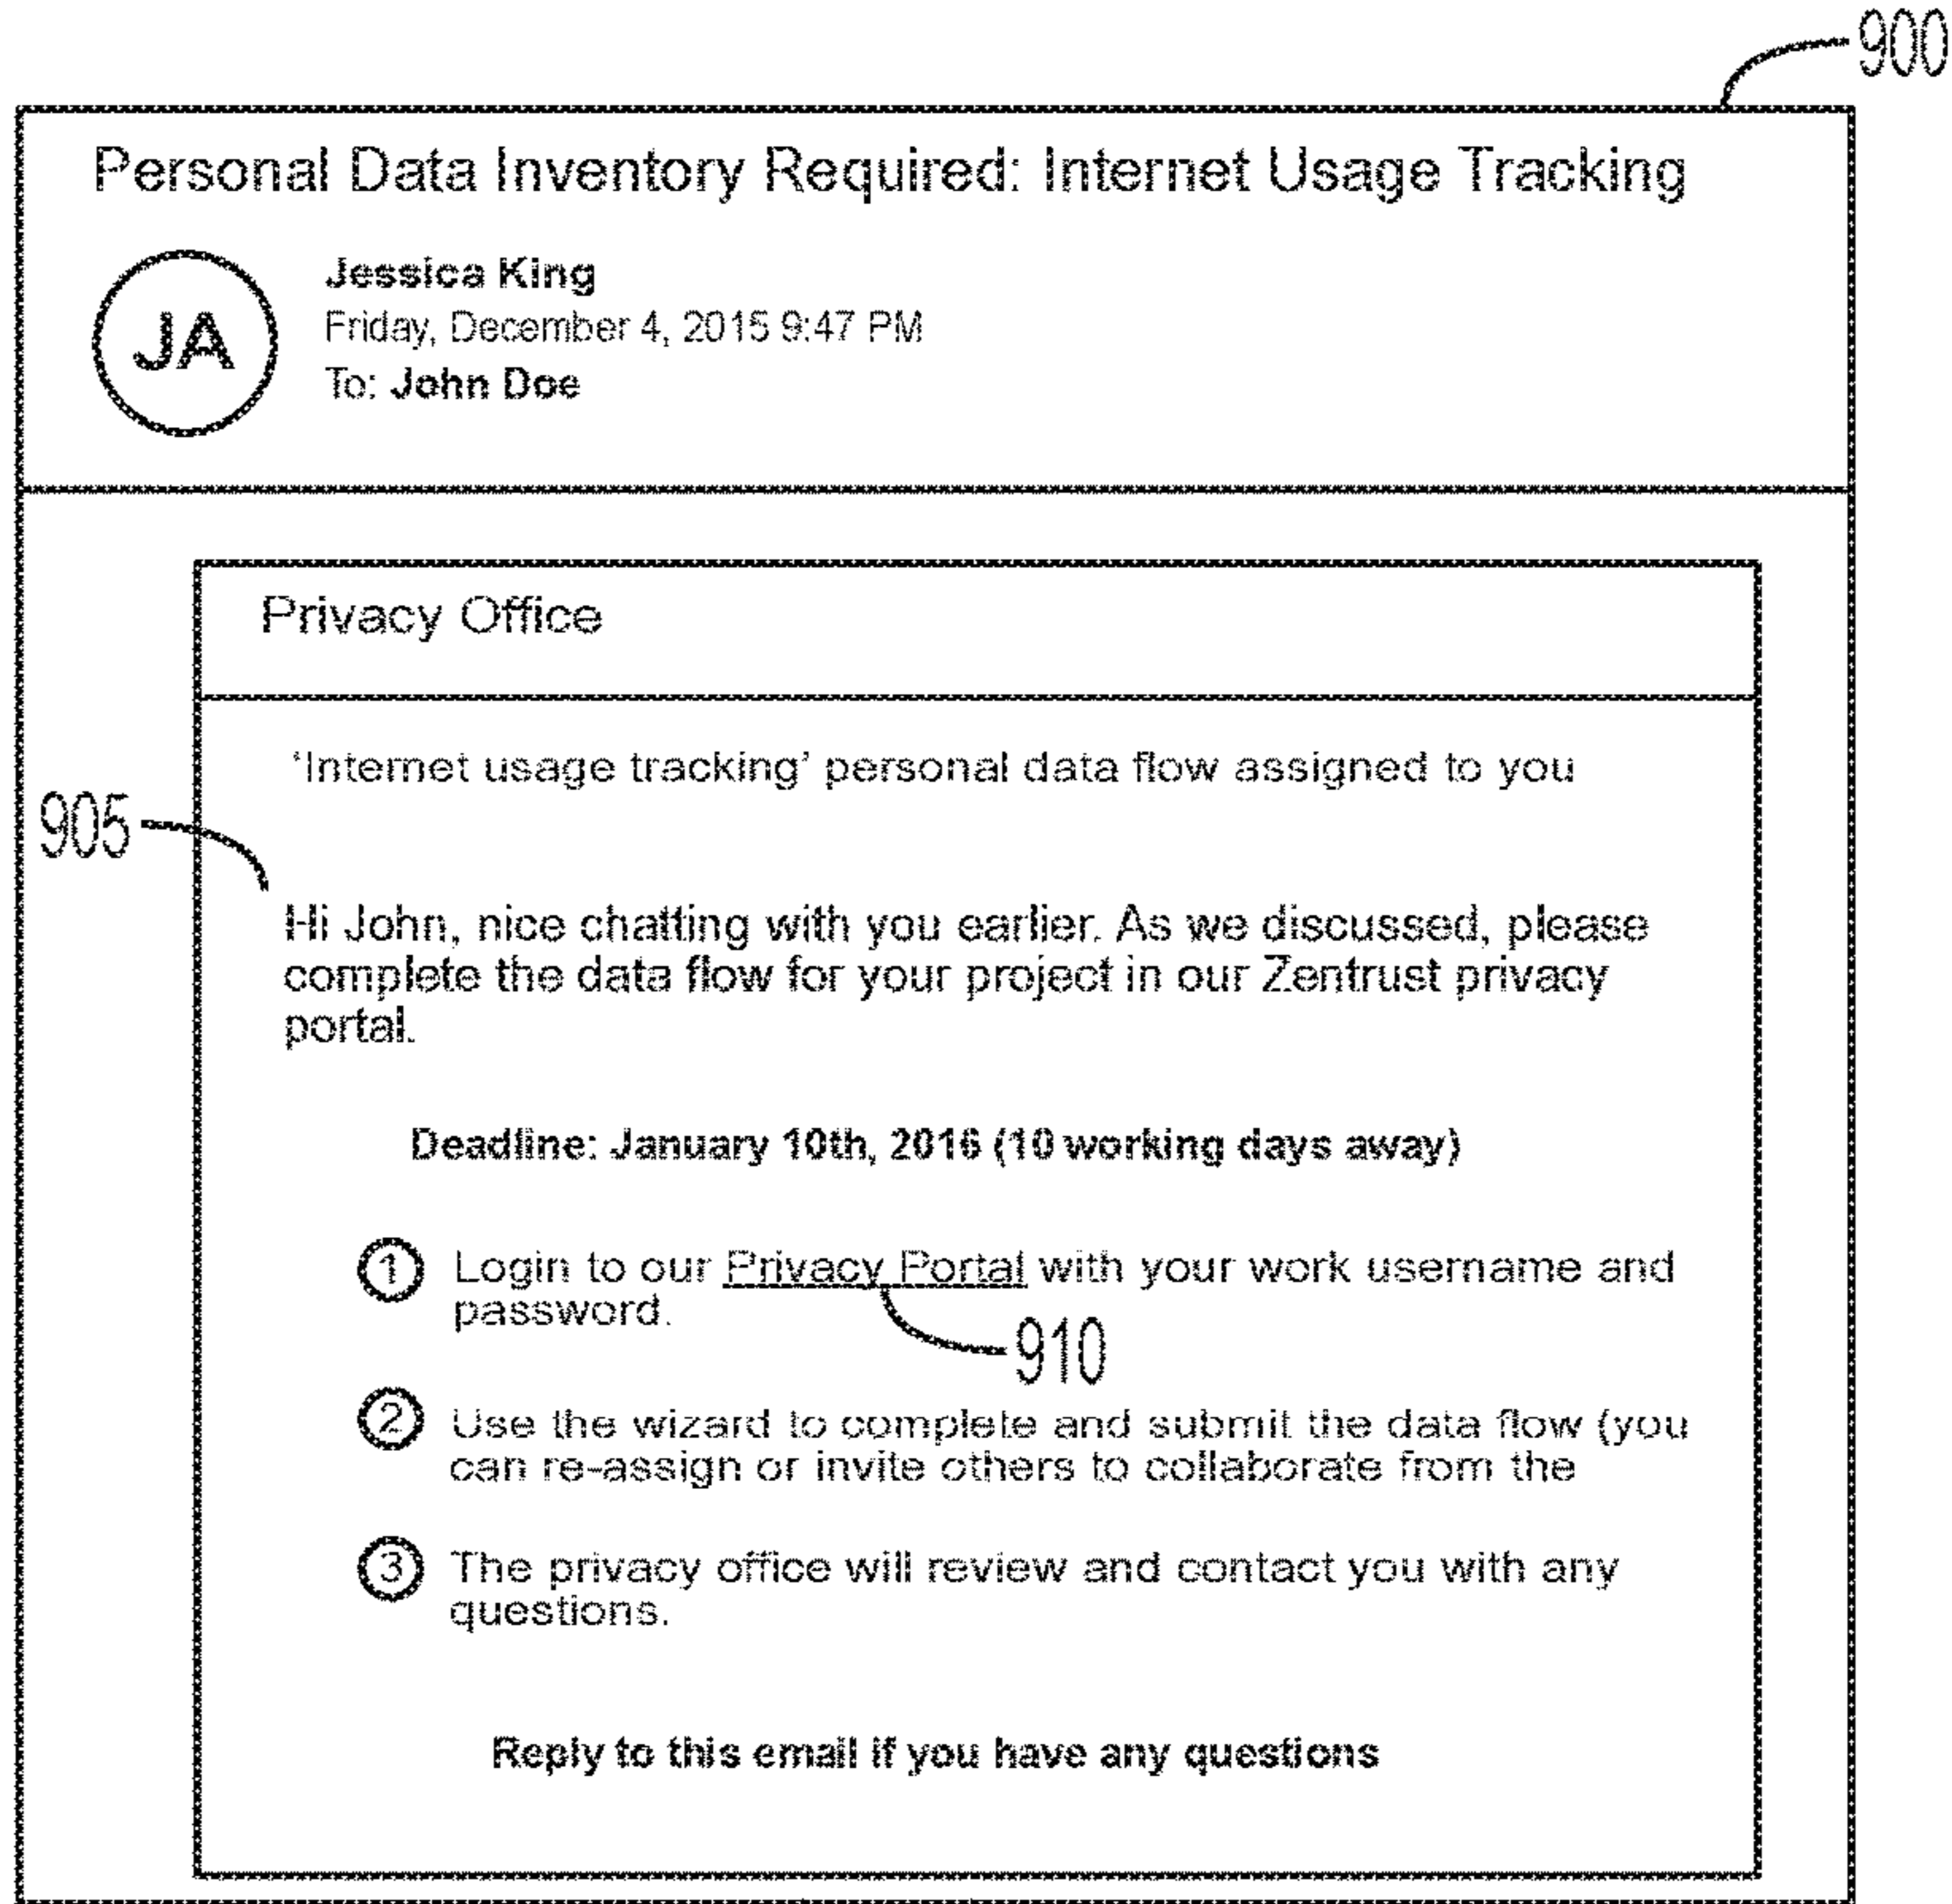 900
Personal Data Inventory Required: Internet Usage Tracking
JA
Jessica King
Friday, December 4, 2015 9:47 PM
To: John Doe
Privacy Office
‘Internet usage tracking’ personal data flow assigned to you
905
Hi John, nice chatting with you earlier. As we discussed, please
complete the data flow for your project in our Zentrust privacy
portal.
Deadline: January 10th, 2016 (10 working days away)
1 Login to our Privacy Portal with your work username and
password.
910
2 Use the wizard to complete and submit the data flow (you
can re-assign or invite others to collaborate from the
3 The privacy office will review and contact you with any
questions.
Reply to this email if you have any questions